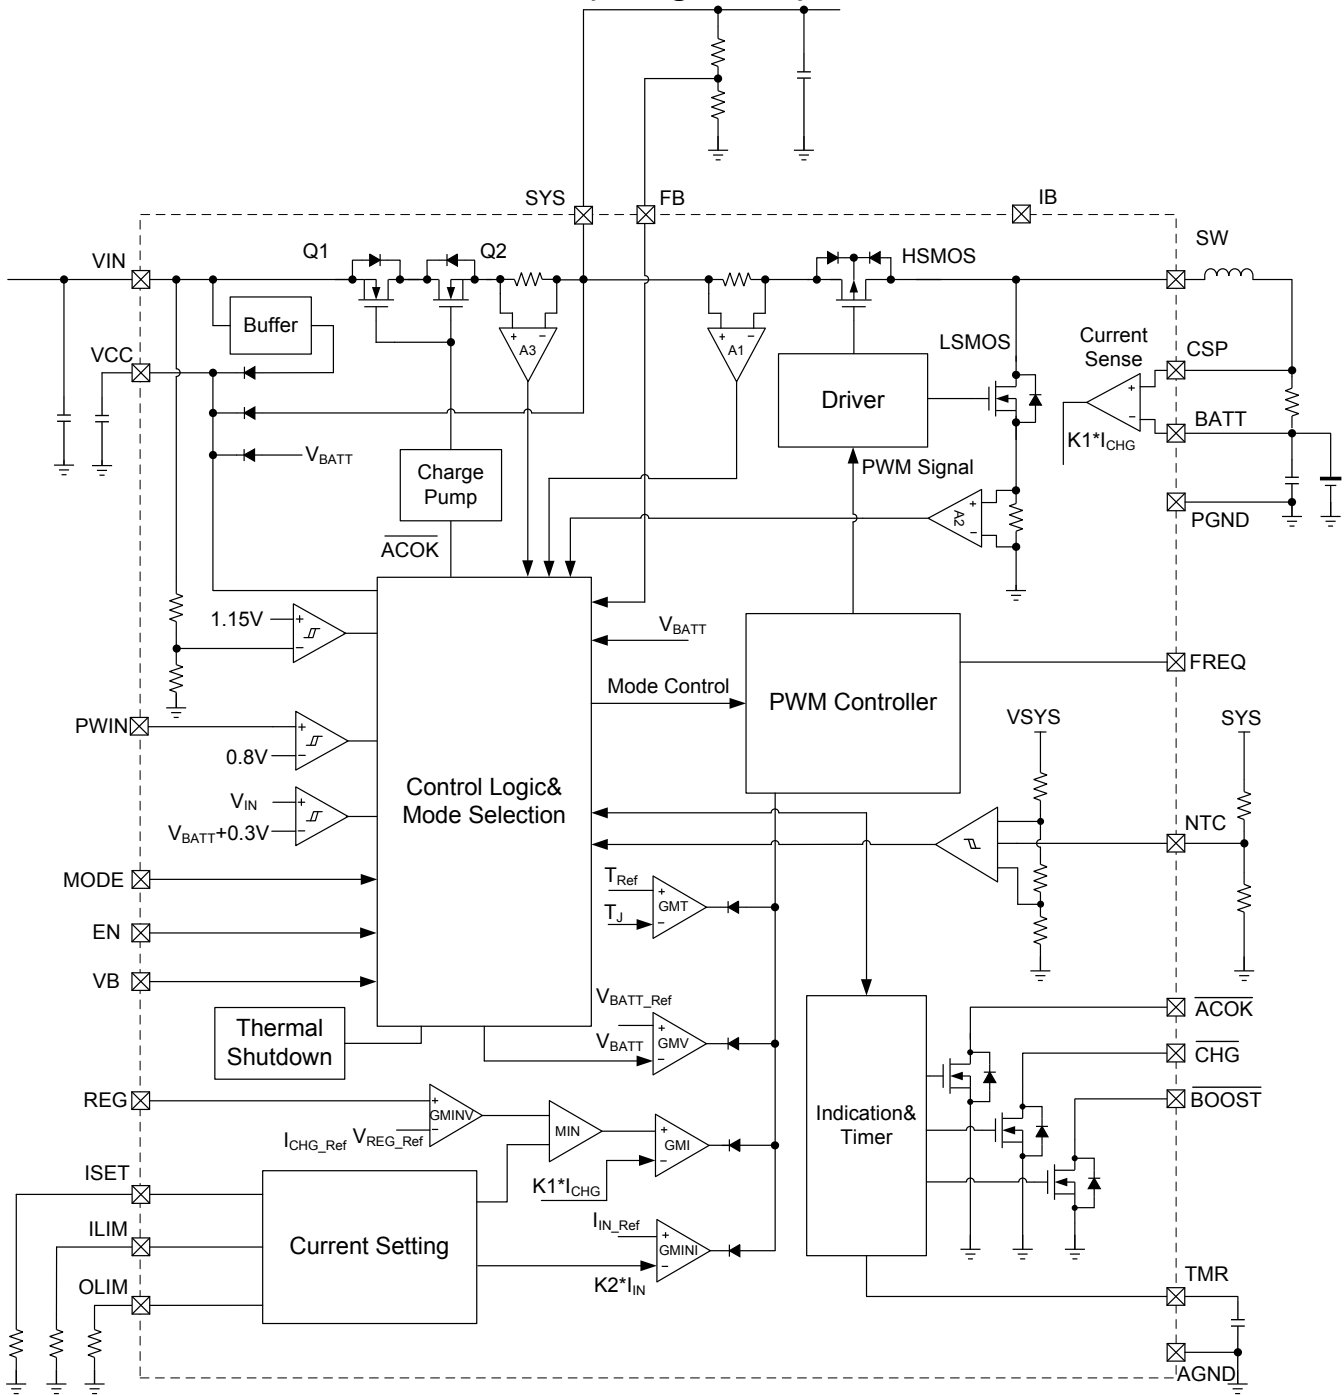 SYS
FB
IB
VIN
Q1
Q2
HSMOS
SW
Buffer
VCC
A3
A1
LSMOS
Current
Sense
CSP
Driver
BATT
K1*ICHG
VBATT
Charge
Pump
PWM Signal
A2
PGND
ACOK
1.15V
+
−
VBATT
FREQ
Mode Control
PWM Controller
VSYS
SYS
PWIN
0.8V
Control Logic&
Mode Selection
VIN
VBATT+0.3V
NTC
MODE
TRef
GMT
TJ
EN
VB
VBATT_Ref
VBATT
GMV
Thermal
Shutdown
ACOK
CHG
BOOST
REG
GMINV
ICHG_Ref
VREG_Ref
MIN
GMI
K1*ICHG
Indication&
Timer
ISET
ILIM
OLIM
Current Setting
IIN_Ref
GMINI
K2*IIN
TMR
AGND